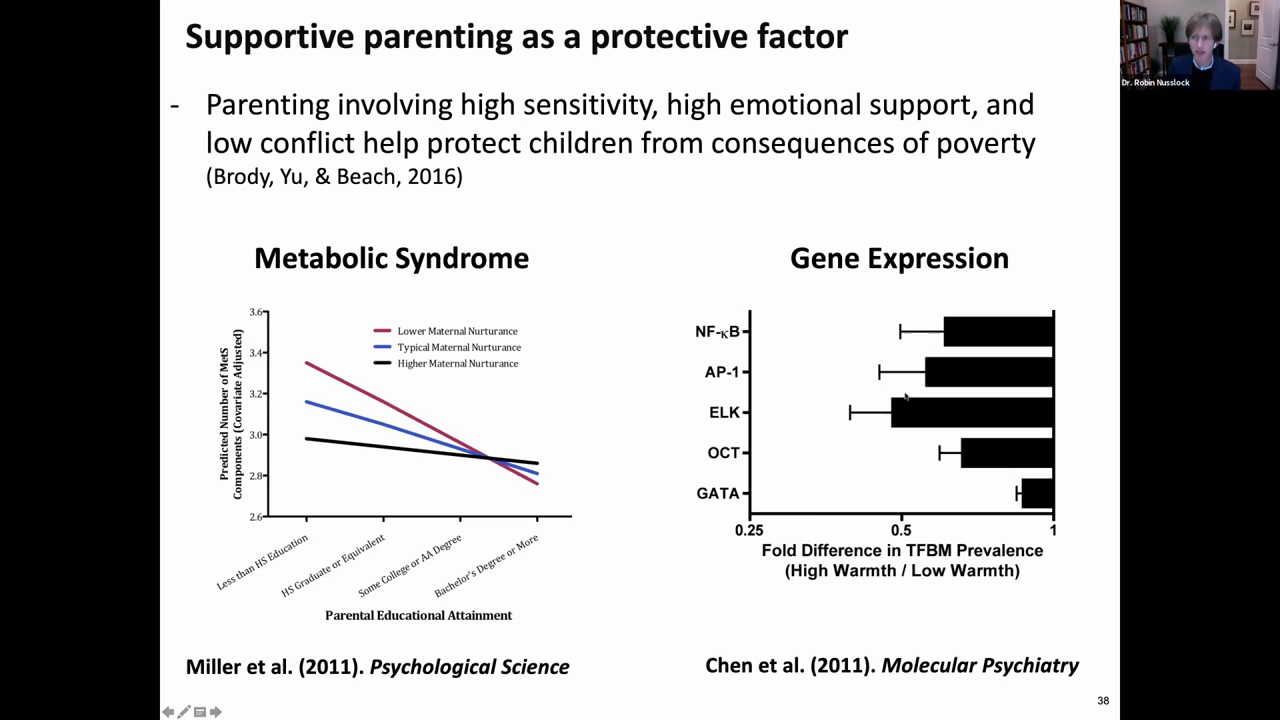 Supportive parenting as a protective factor
Dr. Robin Nusslock
- Parenting involving high sensitivity, high emotional support, and
low conflict help protect children from consequences of poverty
(Brody, Yu, & Beach, 2016)
Metabolic Syndrome
Predicted Number of MetS
Components (Covariate Adjusted)
3.6
3.4
3.2
3.0
2.8
2.6
Lower Maternal Nurturance
Typical Maternal Nurturance
Higher Maternal Nurturance
Less than HS Education
HS Graduate or Equivalent
Some College or AA Degree
Bachelor's Degree or More
Parental Educational Attainment
Miller et al. (2011). Psychological Science
Gene Expression
NF-κB
AP-1
ELK
OCT
GATA
0.25 0.5 1
Fold Difference in TFBM Prevalence
(High Warmth / Low Warmth)
Chen et al. (2011). Molecular Psychiatry
38